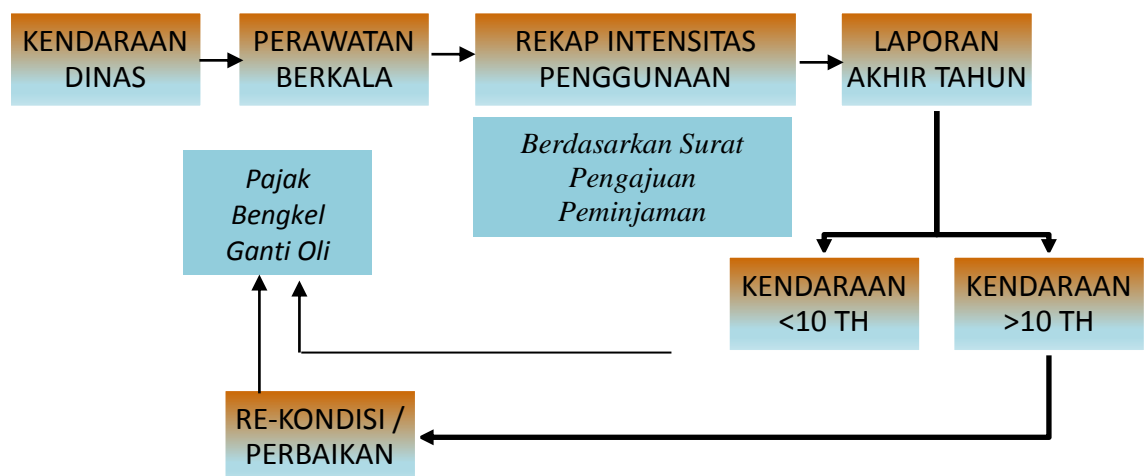 KENDARAAN
DINAS
PERAWATAN
BERKALA
REKAP INTENSITAS
PENGGUNAAN
LAPORAN
AKHIR TAHUN
Berdasarkan Surat
Pengajuan
Peminjaman
Pajak
Bengkel
Ganti Oli
KENDARAAN
<10 TH
KENDARAAN
>10 TH
RE-KONDISI /
PERBAIKAN